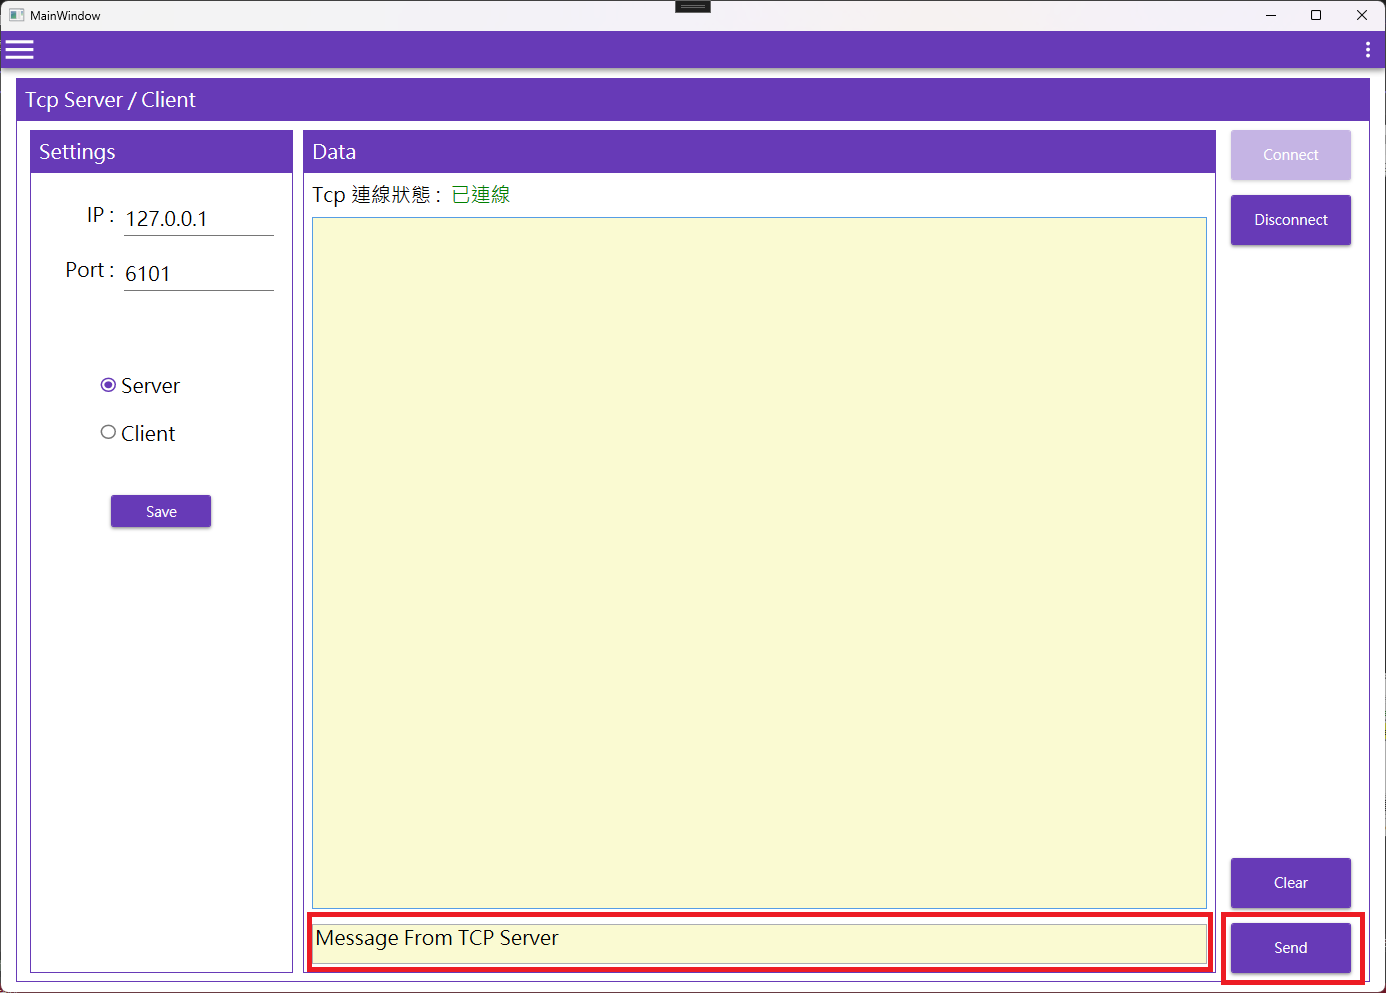 MainWindow
Tcp Server / Client
Settings
IP :
127.0.0.1
Port :
6101
Server
Client
Save
Data
Tcp 連線狀態 : 已連線
Message From TCP Server
Connect
Disconnect
Clear
Send